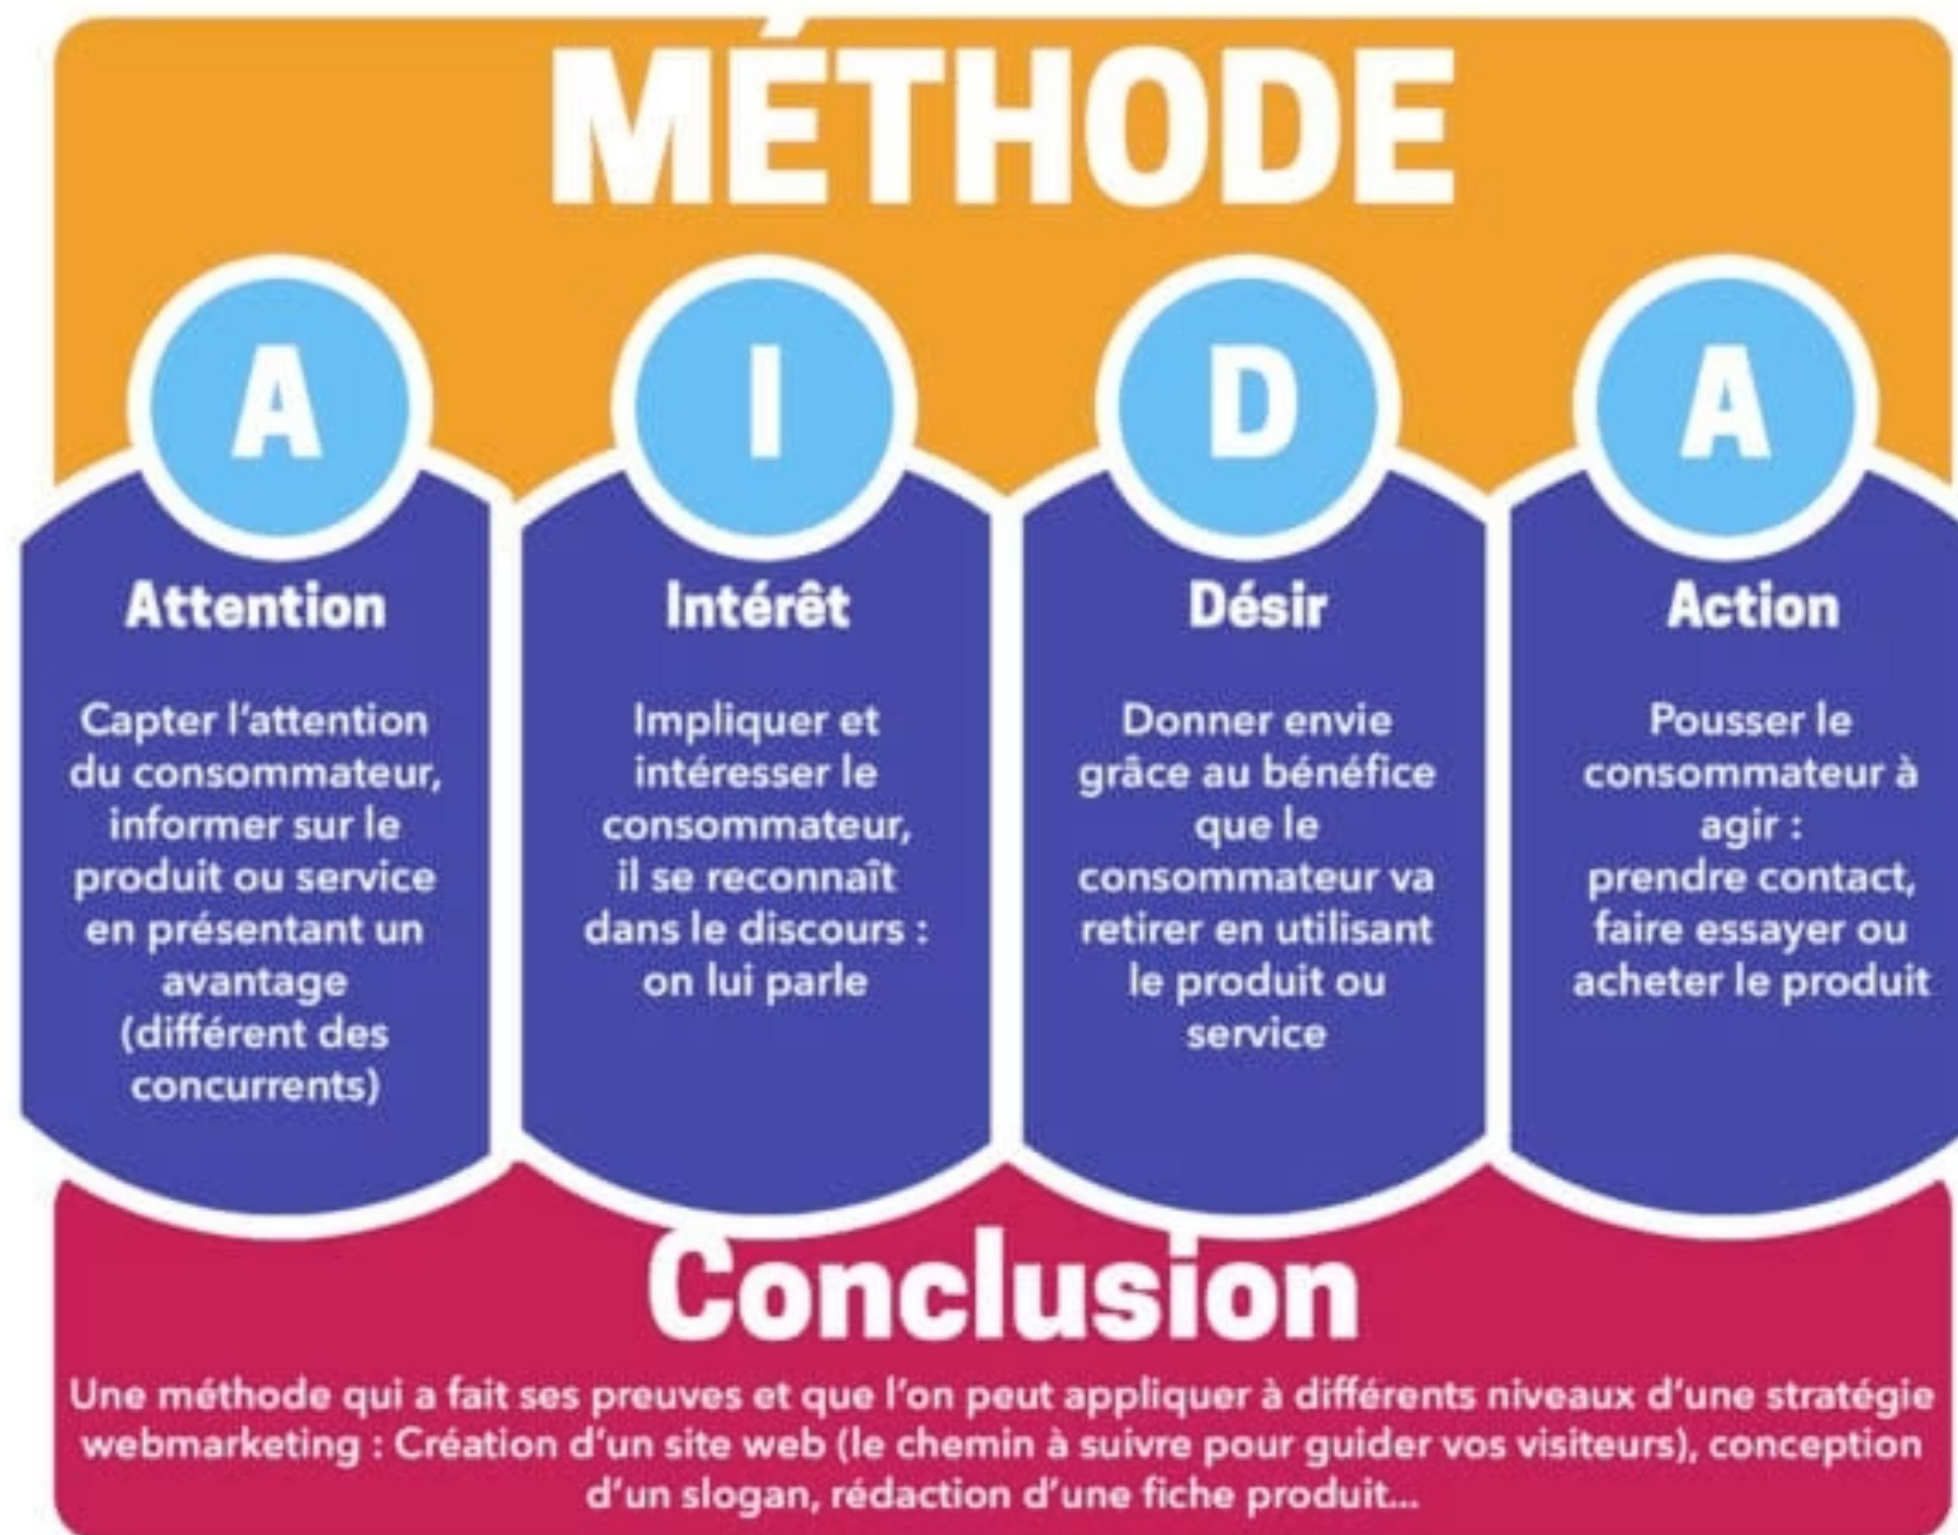 MÉTHODE
A
Attention
Capter l'attention
du consommateur,
informer sur le
produit ou service
en présentant un
avantage
(différent des
concurrents)
I
Intérêt
Impliquer et
intéresser le
consommateur,
il se reconnaît
dans le discours :
on lui parle
D
Désir
Donner envie
grâce au bénéfice
que le
consommateur va
retirer en utilisant
le produit ou
service
A
Action
Pousser le
consommateur à
agir :
prendre contact,
faire essayer ou
acheter le produit
Conclusion
Une méthode qui a fait ses preuves et que l'on peut appliquer à différents niveaux d'une stratégie
webmarketing : Création d'un site web (le chemin à suivre pour guider vos visiteurs), conception
d'un slogan, rédaction d'une fiche produit...